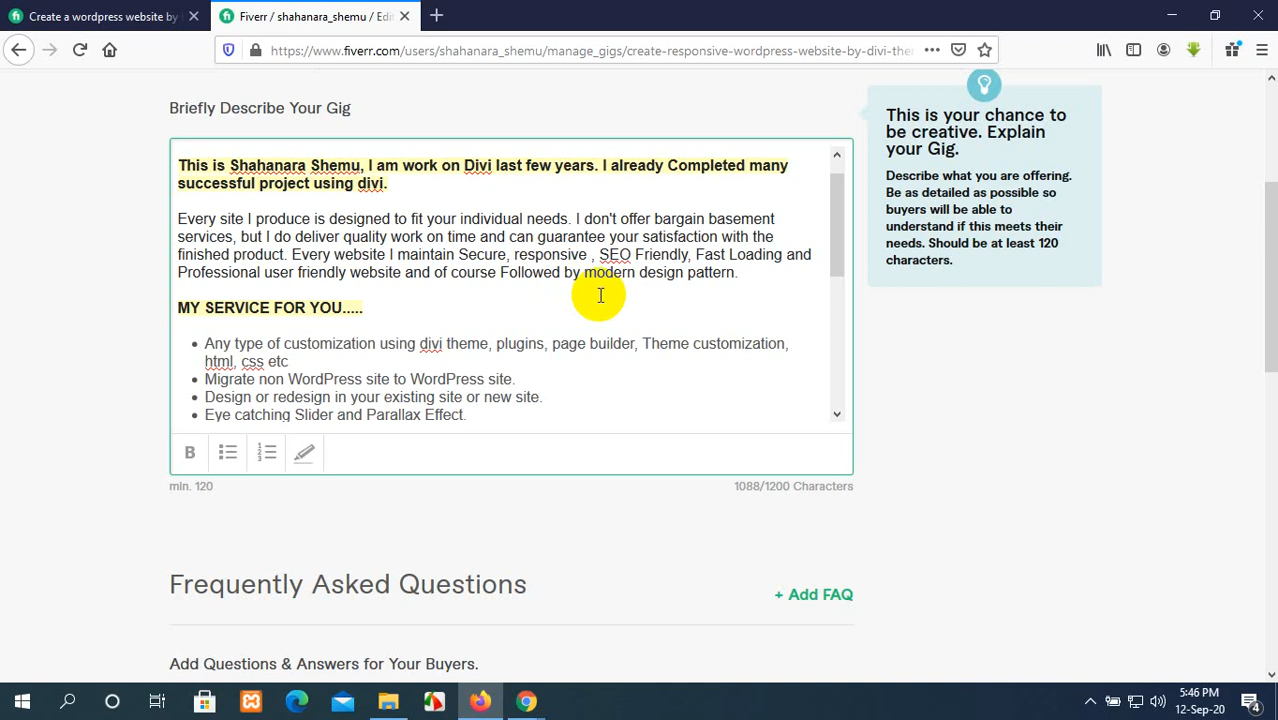 Create a wordpress website by
Fiverr / shahanara_shemu / Edi
https://www.fiverr.com/users/shahanara_shemu/manage_gigs/create-responsive-wordpress-website-by-divi-the
Briefly Describe Your Gig
This is Shahanara Shemu, I am work on Divi last few years. I already Completed many
successful project using divi.
Every site I produce is designed to fit your individual needs. I don't offer bargain basement
services, but I do deliver quality work on time and can guarantee your satisfaction with the
finished product. Every website I maintain Secure, responsive , SEO Friendly, Fast Loading and
Professional user friendly website and of course Followed by modern design pattern.
MY SERVICE FOR YOU.....
Any type of customization using divi theme, plugins, page builder, Theme customization,
html, css etc
Migrate non WordPress site to WordPress site.
Design or redesign in your existing site or new site.
Eye catching Slider and Parallax Effect.
B
min. 120
1088/1200 Characters
This is your chance to
be creative. Explain
your Gig.
Describe what you are offering.
Be as detailed as possible so
buyers will be able to
understand if this meets their
needs. Should be at least 120
characters.
Frequently Asked Questions
+ Add FAQ
Add Questions & Answers for Your Buyers.
5:46 PM
12-Sep-20
4